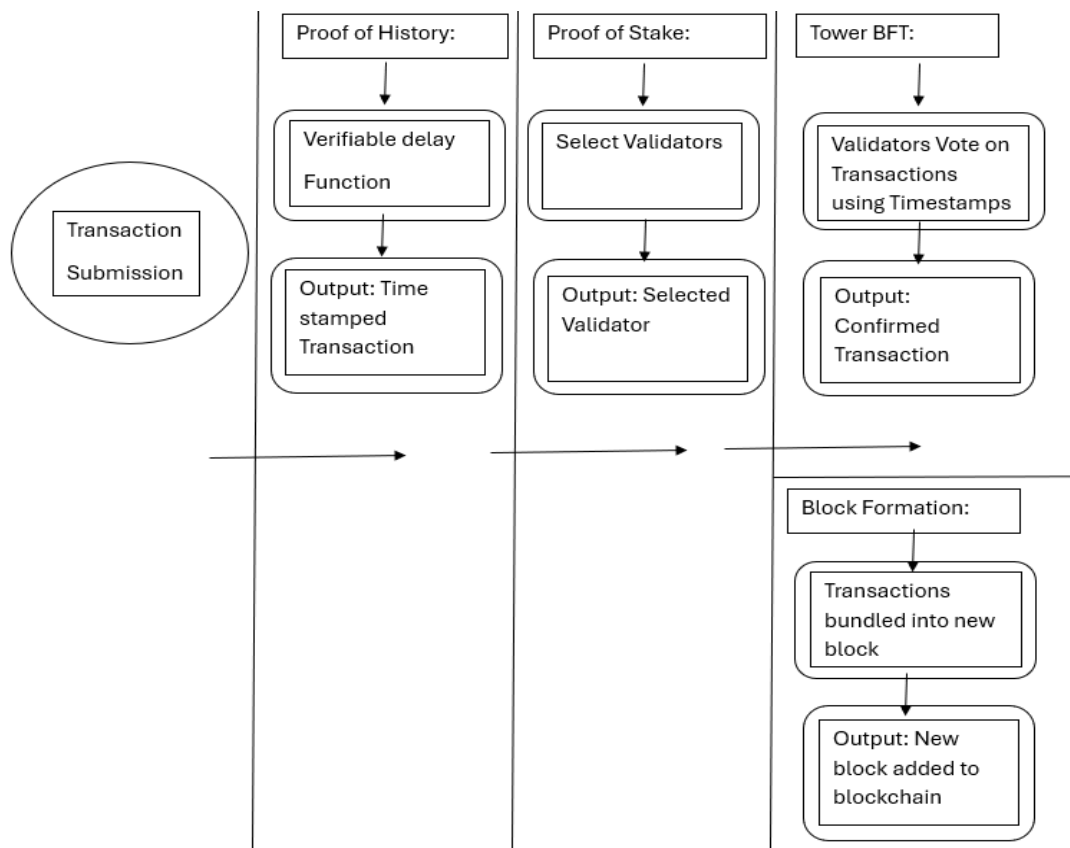 Transaction
Submission
Proof of History:
Verifiable delay
Function
Output: Time
stamped
Transaction
Proof of Stake:
Select Validators
Output: Selected
Validator
Tower BFT:
Validators Vote on
Transactions
using Timestamps
Output:
Confirmed
Transaction
Block Formation:
Transactions
bundled into new
block
Output: New
block added to
blockchain